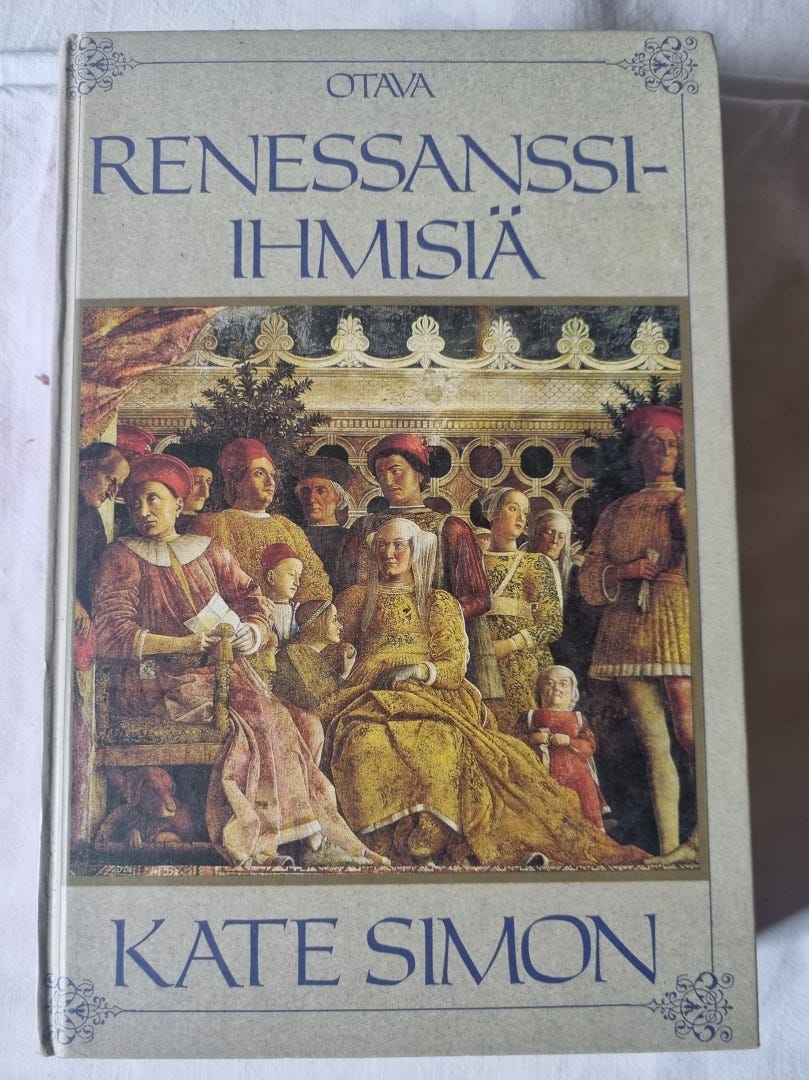 OTAVA
RENESSANSSI-
IHMISIÄ
KATE SIMON